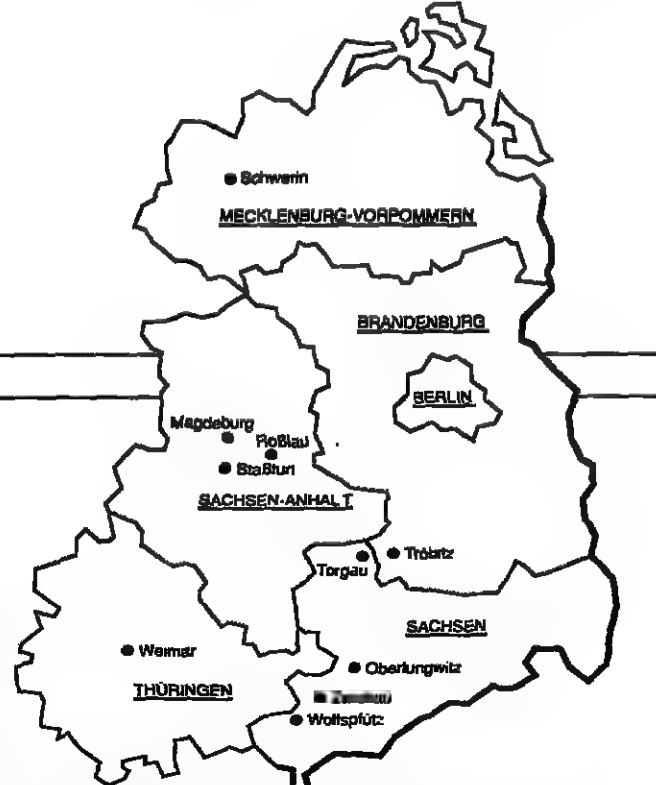 Schwerin
MECKLENBURG-VORPOMMERN
BRANDENBURG
BERLIN
Magdeburg
Roßlau
Staßfurt
SACHSEN-ANHALT
Torgau
Tröbitz
SACHSEN
Weimar
Oberlungwitz
THÜRINGEN
Wolfspfütz